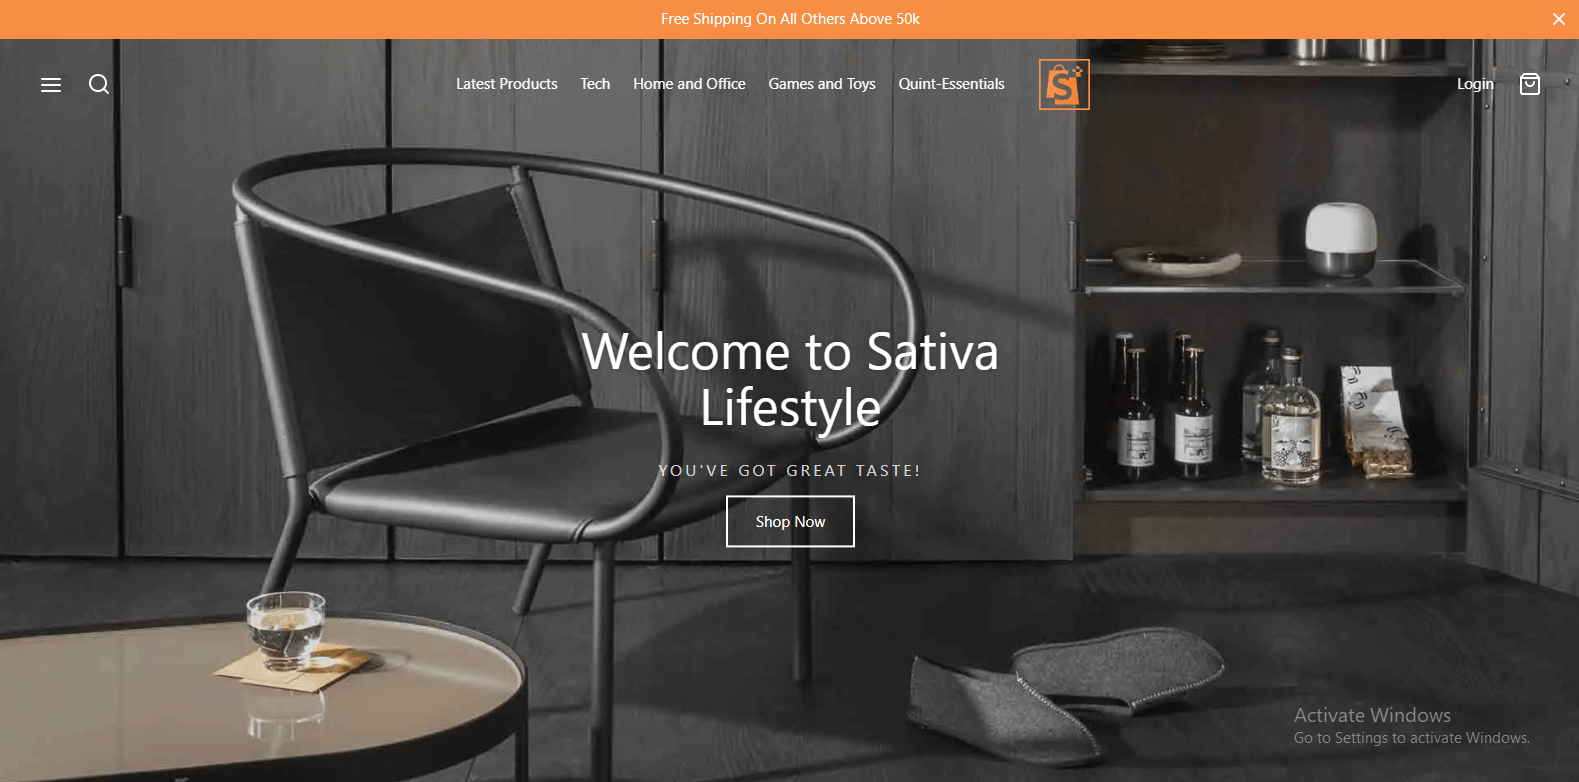 Free Shipping On All Others Above 50k
Latest Products Tech Home and Office Games and Toys Quint-Essentials S Login
Welcome to Sativa
Lifestyle
YOU'VE GOT GREAT TASTE!
Shop Now
Activate Windows
Go to Settings to activate Windows.